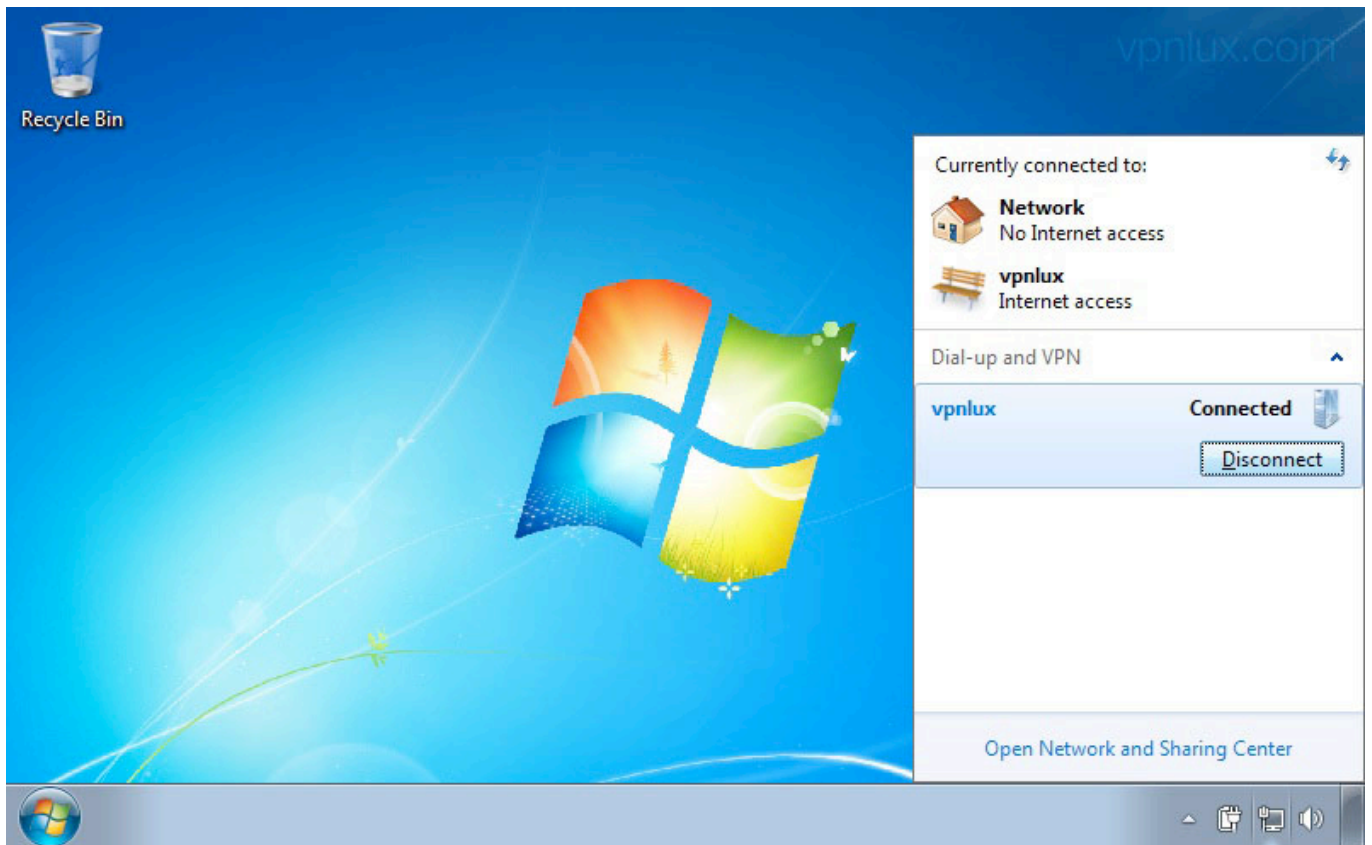 vpnlux.com
Recycle Bin
Currently connected to:
Network
No Internet access
vpnlux
Internet access
Dial-up and VPN
vpnlux Connected
Disconnect
Open Network and Sharing Center